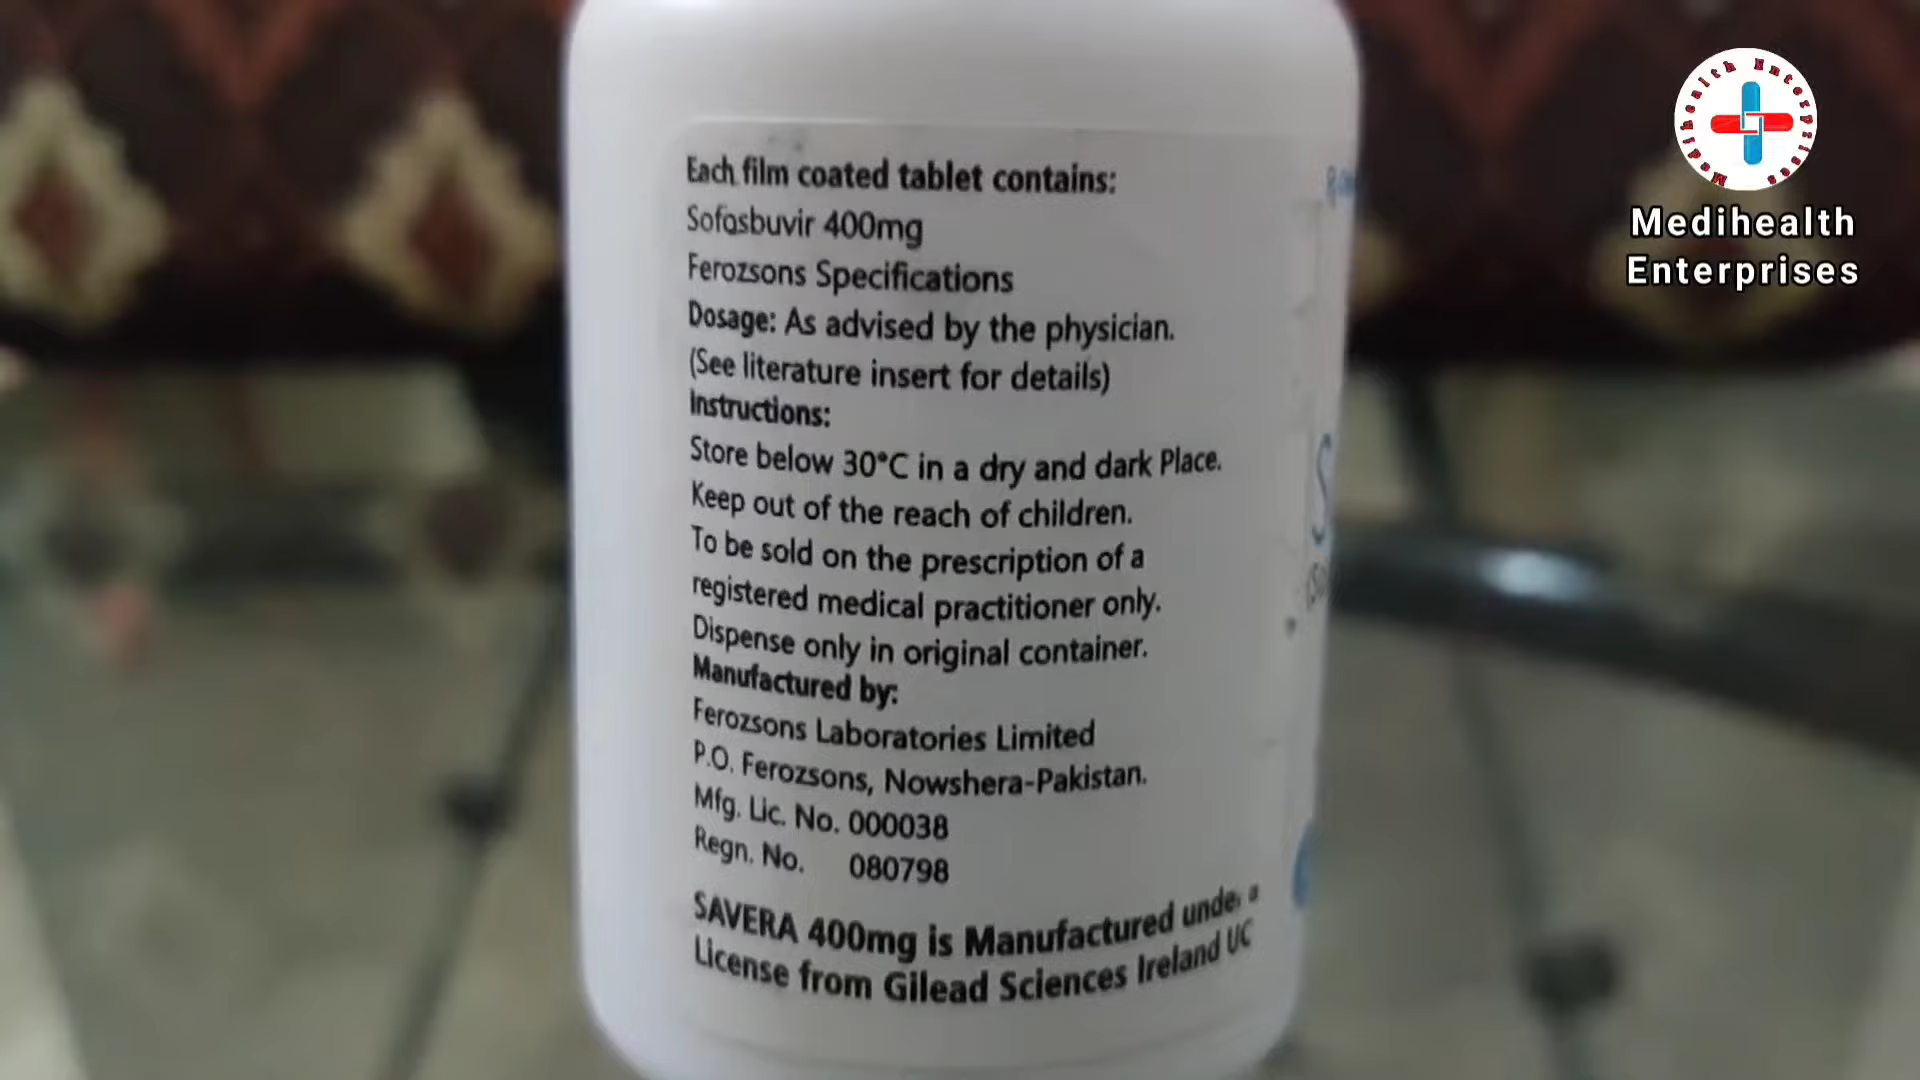 Each film coated tablet contains:
Sofosbuvir 400mg
Ferozsons Specifications
Dosage: As advised by the physician.
(See literature insert for details)
Instructions:
Store below 30°C in a dry and dark Place.
Keep out of the reach of children.
To be sold on the prescription of a
registered medical practitioner only.
Dispense only in original container.
Manufactured by:
Ferozsons Laboratories Limited
P.O. Ferozsons, Nowshera-Pakistan.
Mfg. Lic. No. 000038
Regn. No. 080798
SAVERA 400mg is Manufactured under a
License from Gilead Sciences Ireland UC
Medihealth Enterprises
Medihealth
Enterprises